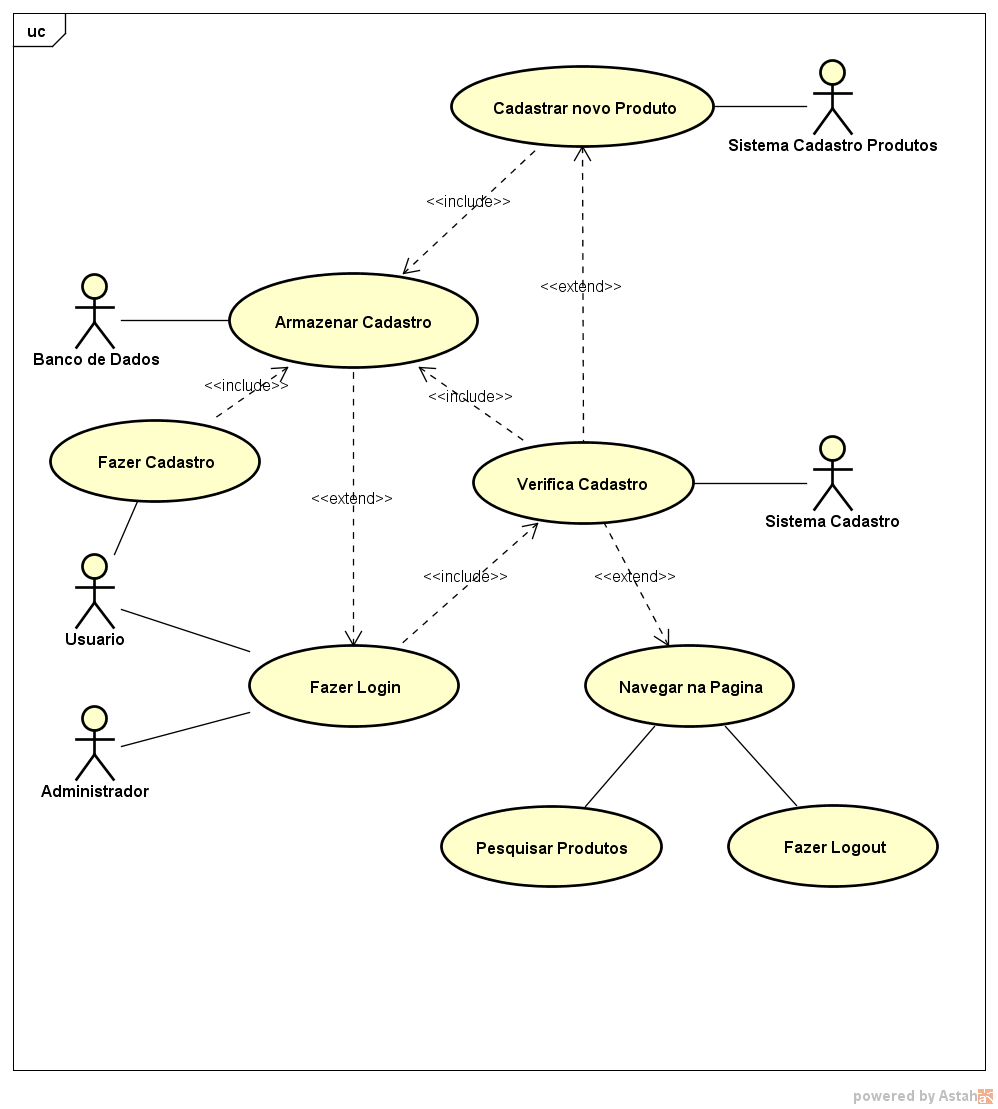 uc
Cadastrar novo Produto
Sistema Cadastro Produtos
<<include>>
<<extend>>
Armazenar Cadastro
Banco de Dados
<<include>>
<<include>>
Fazer Cadastro
Verifica Cadastro
<<extend>>
Sistema Cadastro
<<include>>
<<extend>>
Usuario
Fazer Login
Navegar na Pagina
Administrador
Pesquisar Produtos
Fazer Logout
powered by Astah